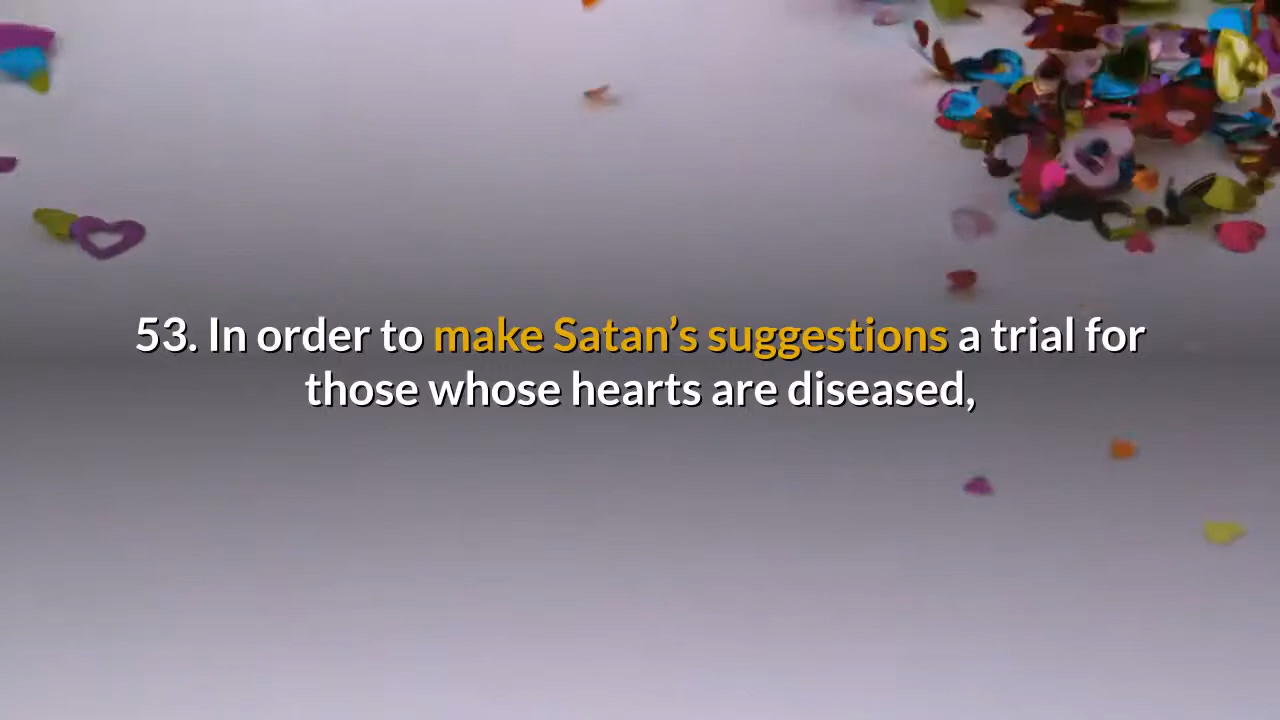 53. In order to make Satan’s suggestions a trial for
those whose hearts are diseased,